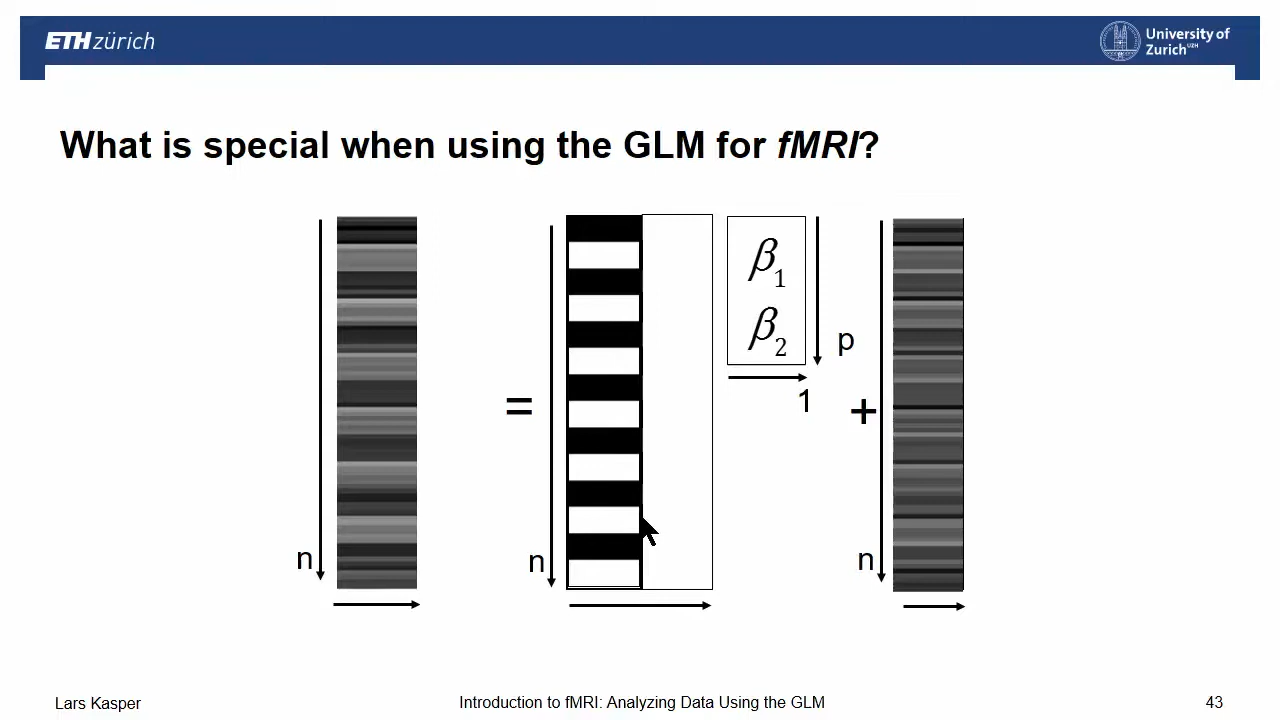 ETH zürich
University of
Zurich UZH
What is special when using the GLM for fMRI?
n
=
n
β1
β2
p
1
+
n
Lars Kasper
Introduction to fMRI: Analyzing Data Using the GLM
43